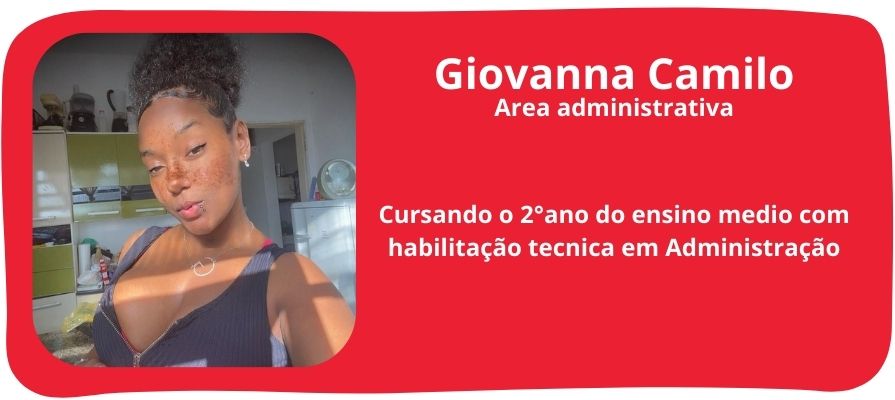 Giovanna Camilo
Area administrativa
Cursando o 2°ano do ensino medio com
habilitação tecnica em Administração